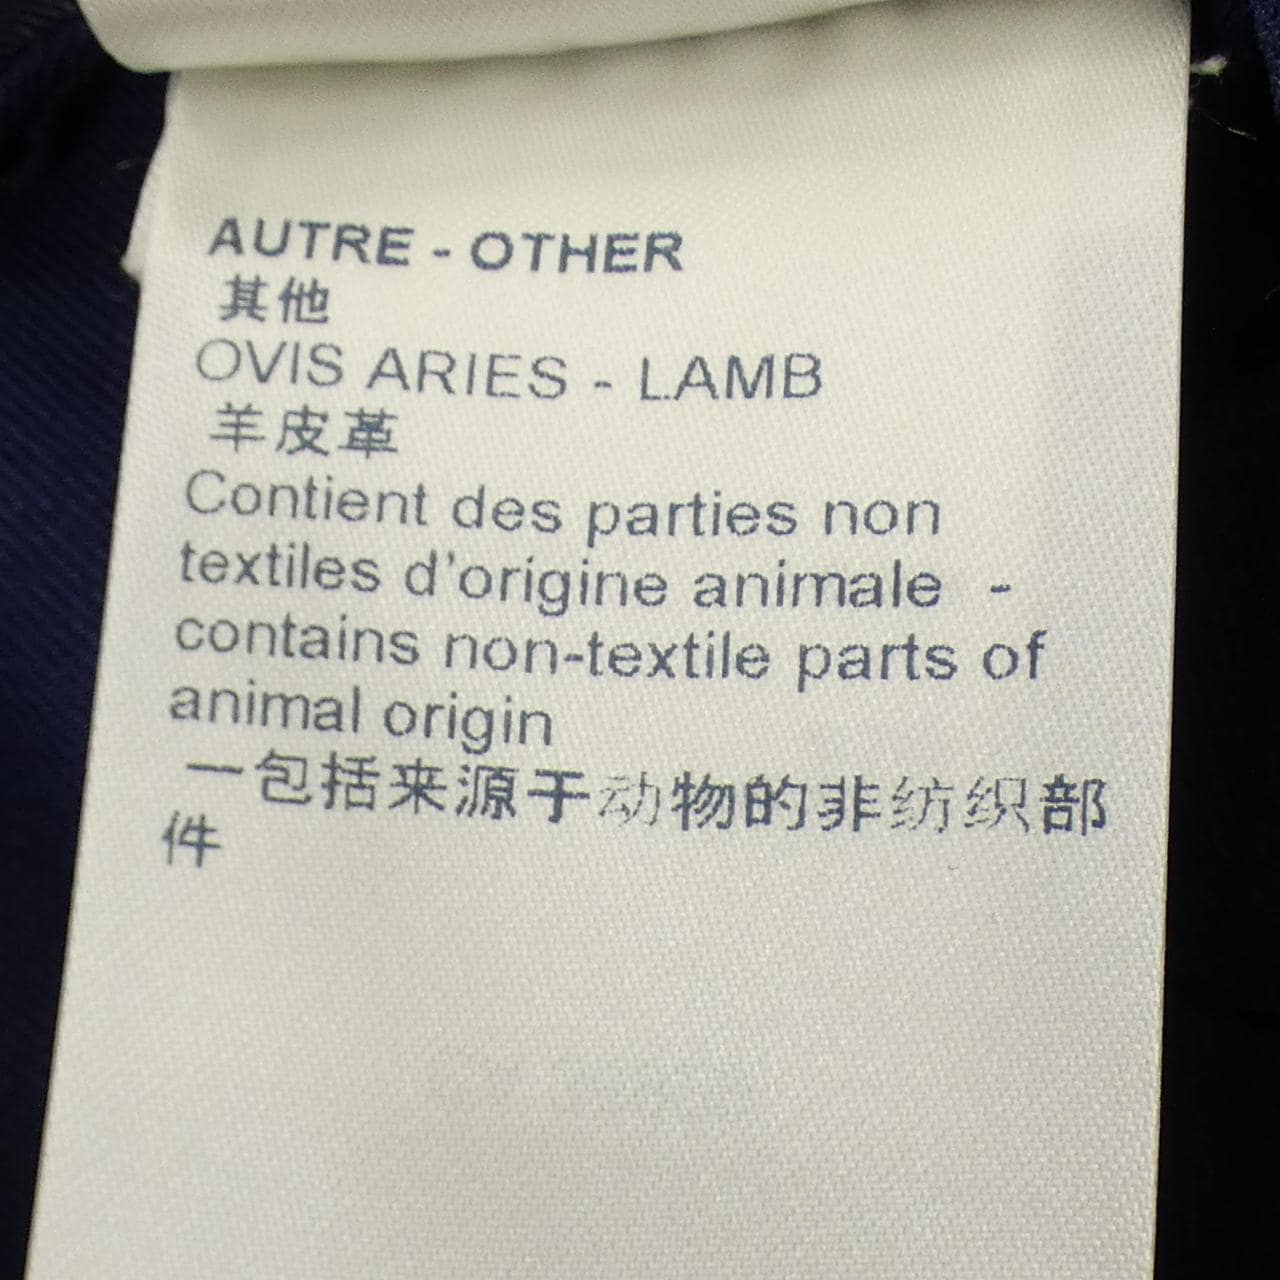 AUTRE - OTHER
其他
OVIS ARIES - LAMB
羊皮革
Contient des parties non
textiles d'origine animale -
contains non-textile parts of
animal origin
一包括来源于动物的非纺织部
件